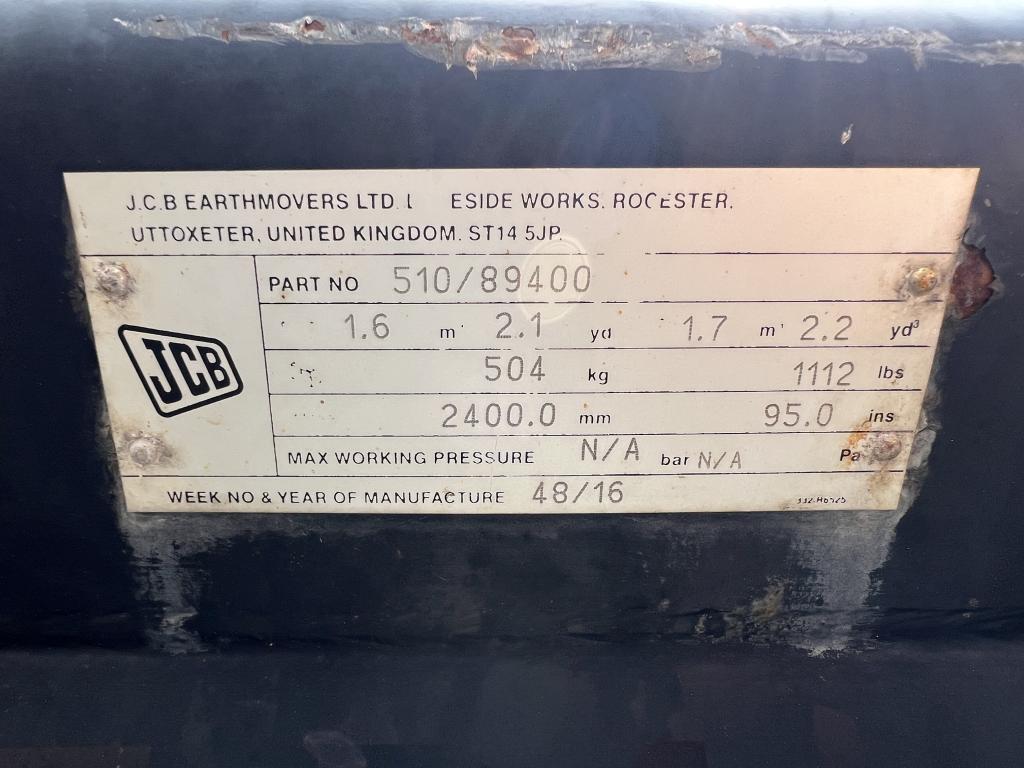 J.C.B EARTHMOVERS LTD. ESIDE WORKS, ROCESTER,
UTTOXETER, UNITED KINGDOM. ST14 5JP
PART NO 510/89400
1.6 m³ 2.1 yd 1.7 m³ 2.2 yd³
JCB
504 kg 1112 lbs
2400.0 mm 95.0 ins
MAX WORKING PRESSURE N/A bar N/A Pa
WEEK NO & YEAR OF MANUFACTURE 48/16